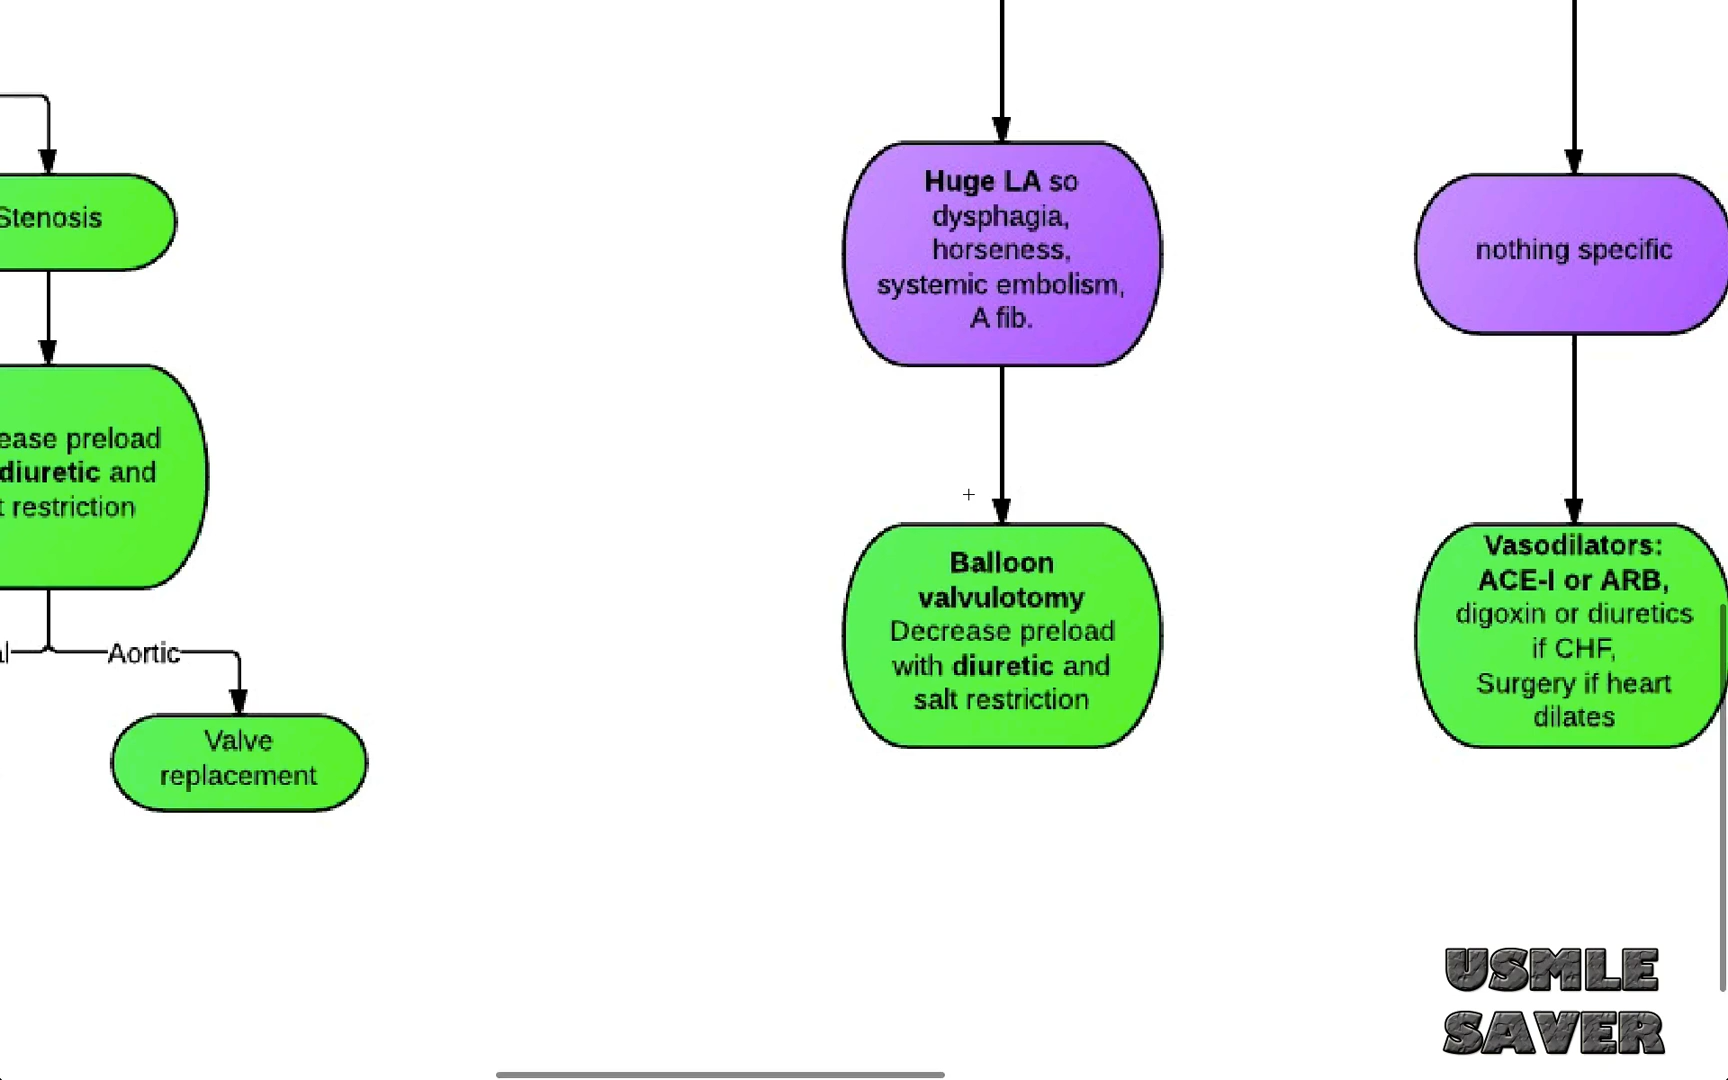 Stenosis
preload
diuretic and
restriction
Aortic
Valve
replacement
Huge LA so
dysphagia,
horseness,
systemic embolism,
A fib.
Balloon
valvulotomy
Decrease preload
with diuretic and
salt restriction
nothing specific
Vasodilators:
ACE-I or ARB,
digoxin or diuretics
if CHF,
Surgery if heart
dilates
USMLE
SAVER